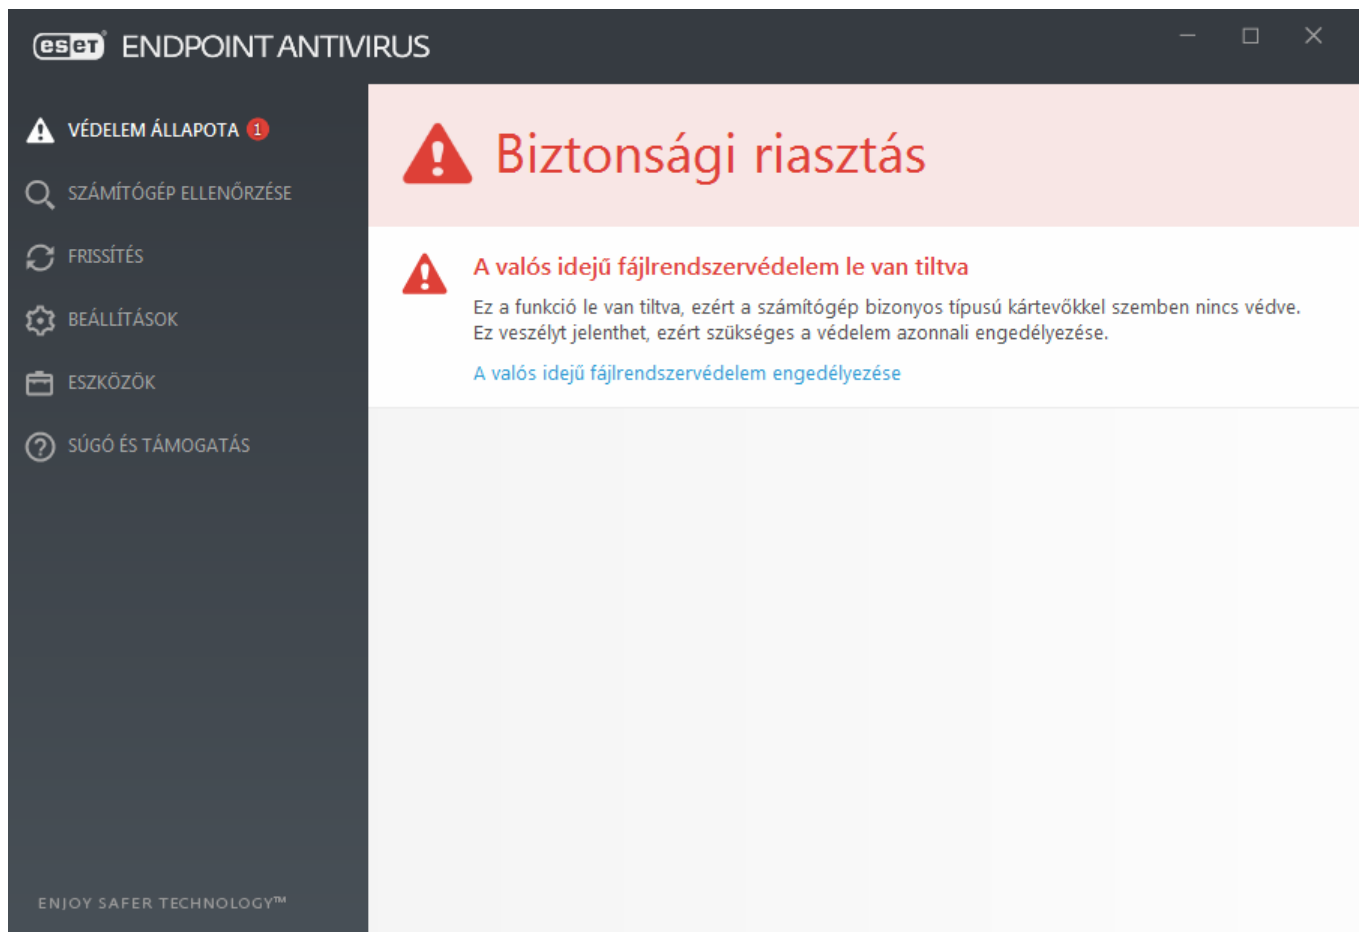 eset ENDPOINT ANTIVIRUS
VÉDELEM ÁLLAPOTA 1
SZÁMÍTÓGÉP ELLENŐRZÉSE
FRISSÍTÉS
BEÁLLÍTÁSOK
ESZKÖZÖK
SÚGÓ ÉS TÁMOGATÁS
ENJOY SAFER TECHNOLOGY™
Biztonsági riasztás
A valós idejű fájlrendszervédelem le van tiltva
Ez a funkció le van tiltva, ezért a számítógép bizonyos típusú kártevőkkel szemben nincs védve.
Ez veszélyt jelenthet, ezért szükséges a védelem azonnali engedélyezése.
A valós idejű fájlrendszervédelem engedélyezése